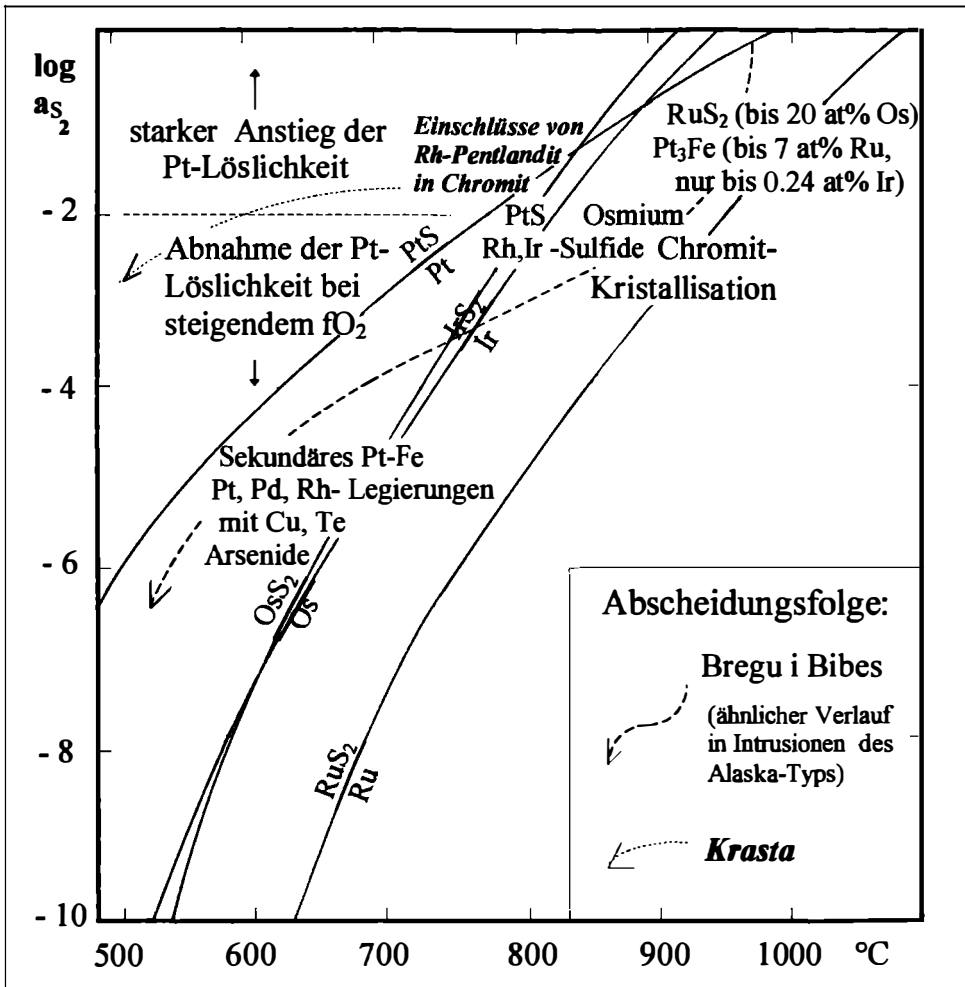 log
aS₂
starker Anstieg der
Pt-Löslichkeit
Einschlüsse von
Rh-Pentlandit
in Chromit
RuS₂ (bis 20 at% Os)
Pt₃Fe (bis 7 at% Ru,
nur bis 0.24 at% Ir)
- 2
Abnahme der Pt-
Löslichkeit bei
steigendem fO₂
PtS
Pt
PtS Osmium
Rh,Ir -Sulfide Chromit-
Kristallisation
IrS₂
Ir
- 4
Sekundäres Pt-Fe
Pt, Pd, Rh- Legierungen
mit Cu, Te
Arsenide
- 6
OsS₂
Os
Abscheidungsfolge:
Bregu i Bibes
(ähnlicher Verlauf
in Intrusionen des
Alaska-Typs)
- 8
RuS₂
Ru
Krasta
- 10
500 600 700 800 900 1000 °C